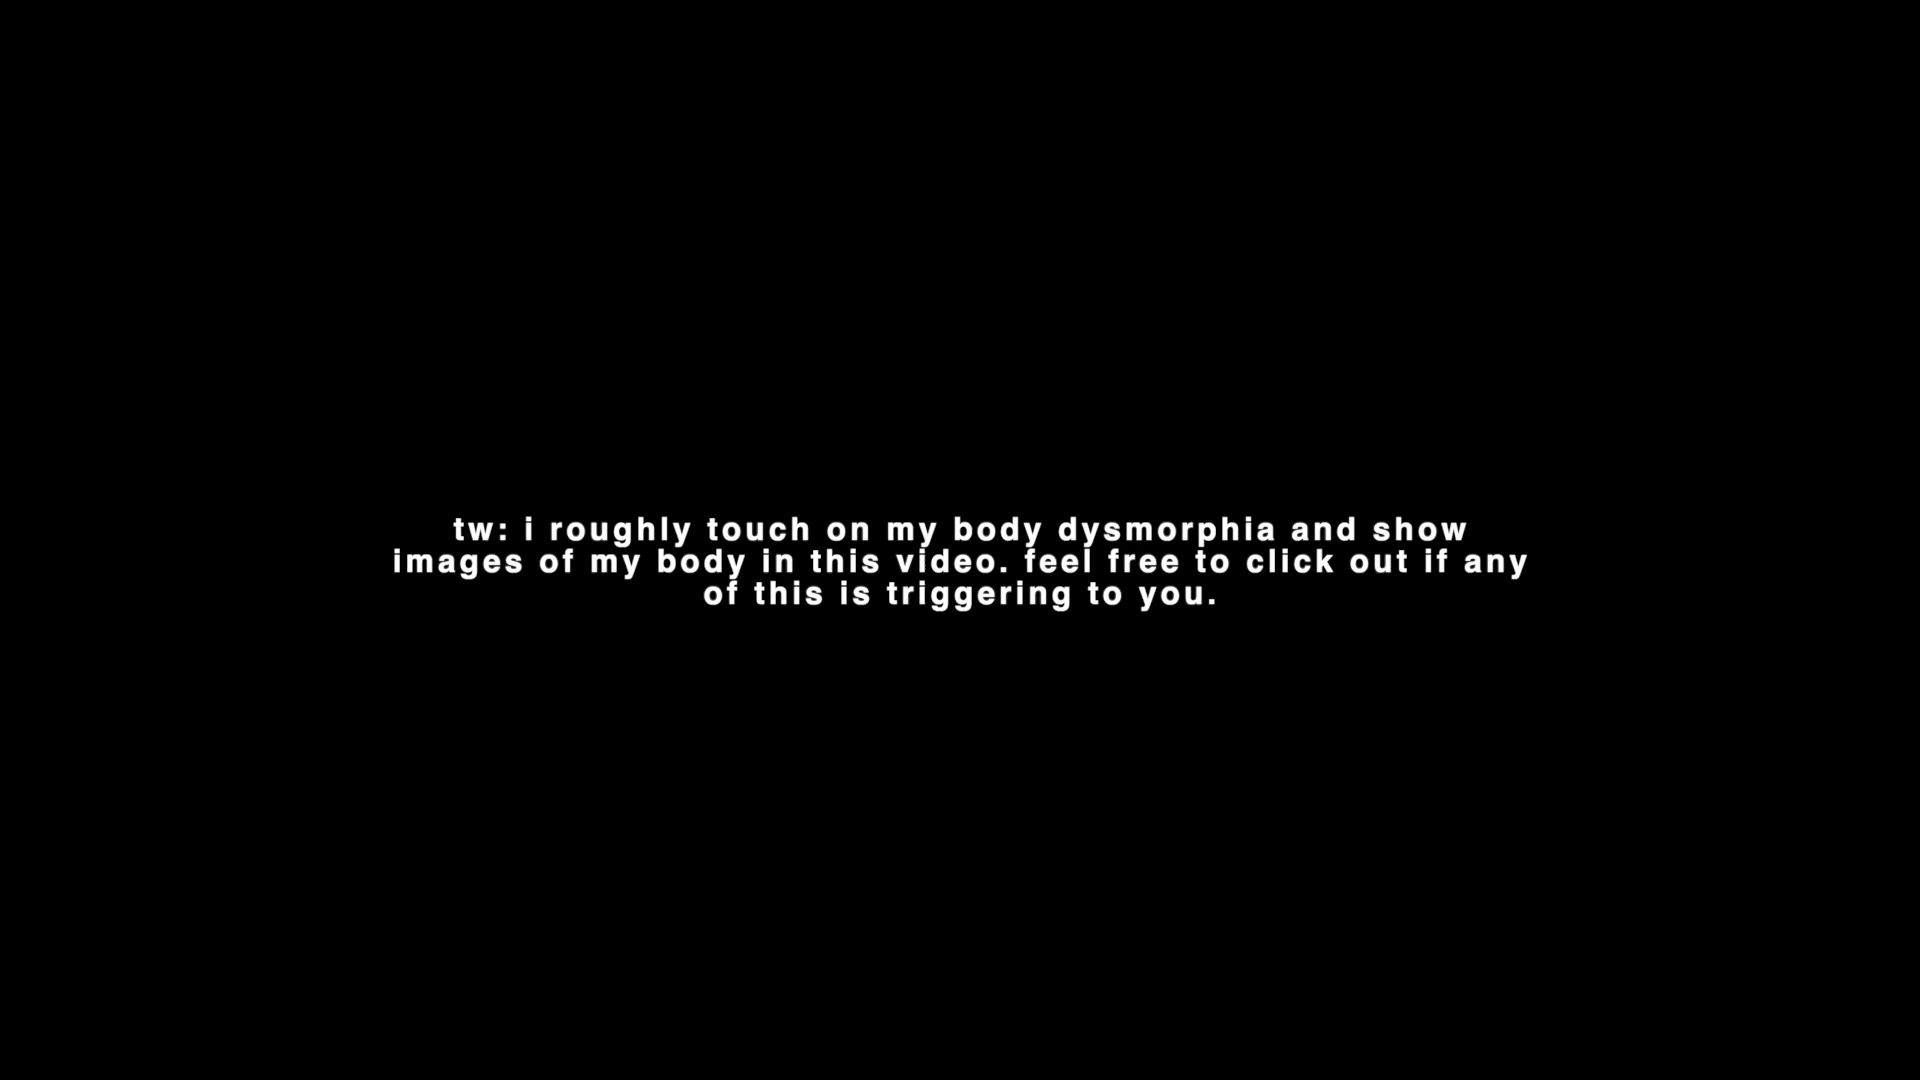 tw: i roughly touch on my body dysmorphia and show
images of my body in this video. feel free to click out if any
of this is triggering to you.